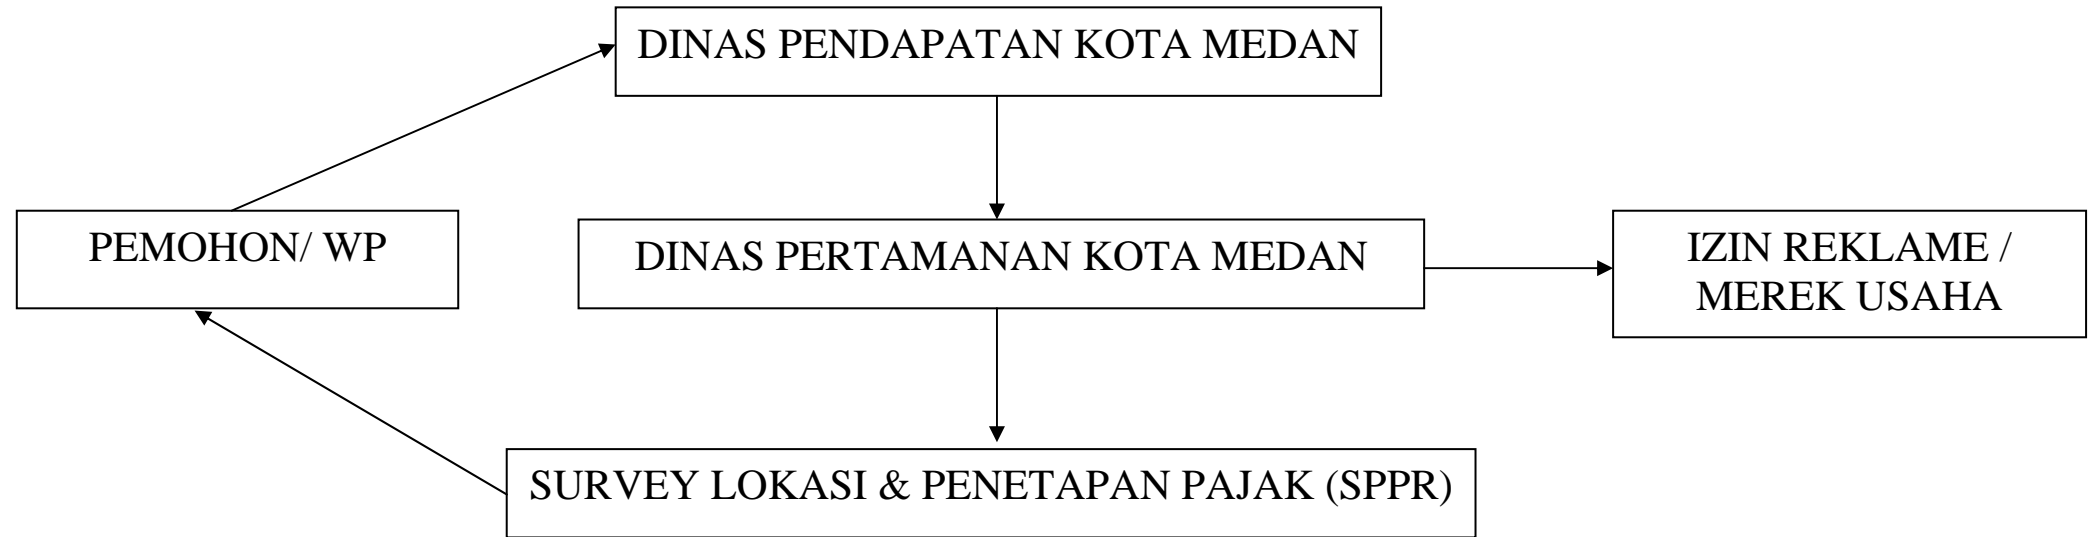 DINAS PENDAPATAN KOTA MEDAN
PEMOHON/ WP
DINAS PERTAMANAN KOTA MEDAN
IZIN REKLAME /
MEREK USAHA
SURVEY LOKASI & PENETAPAN PAJAK (SPPR)